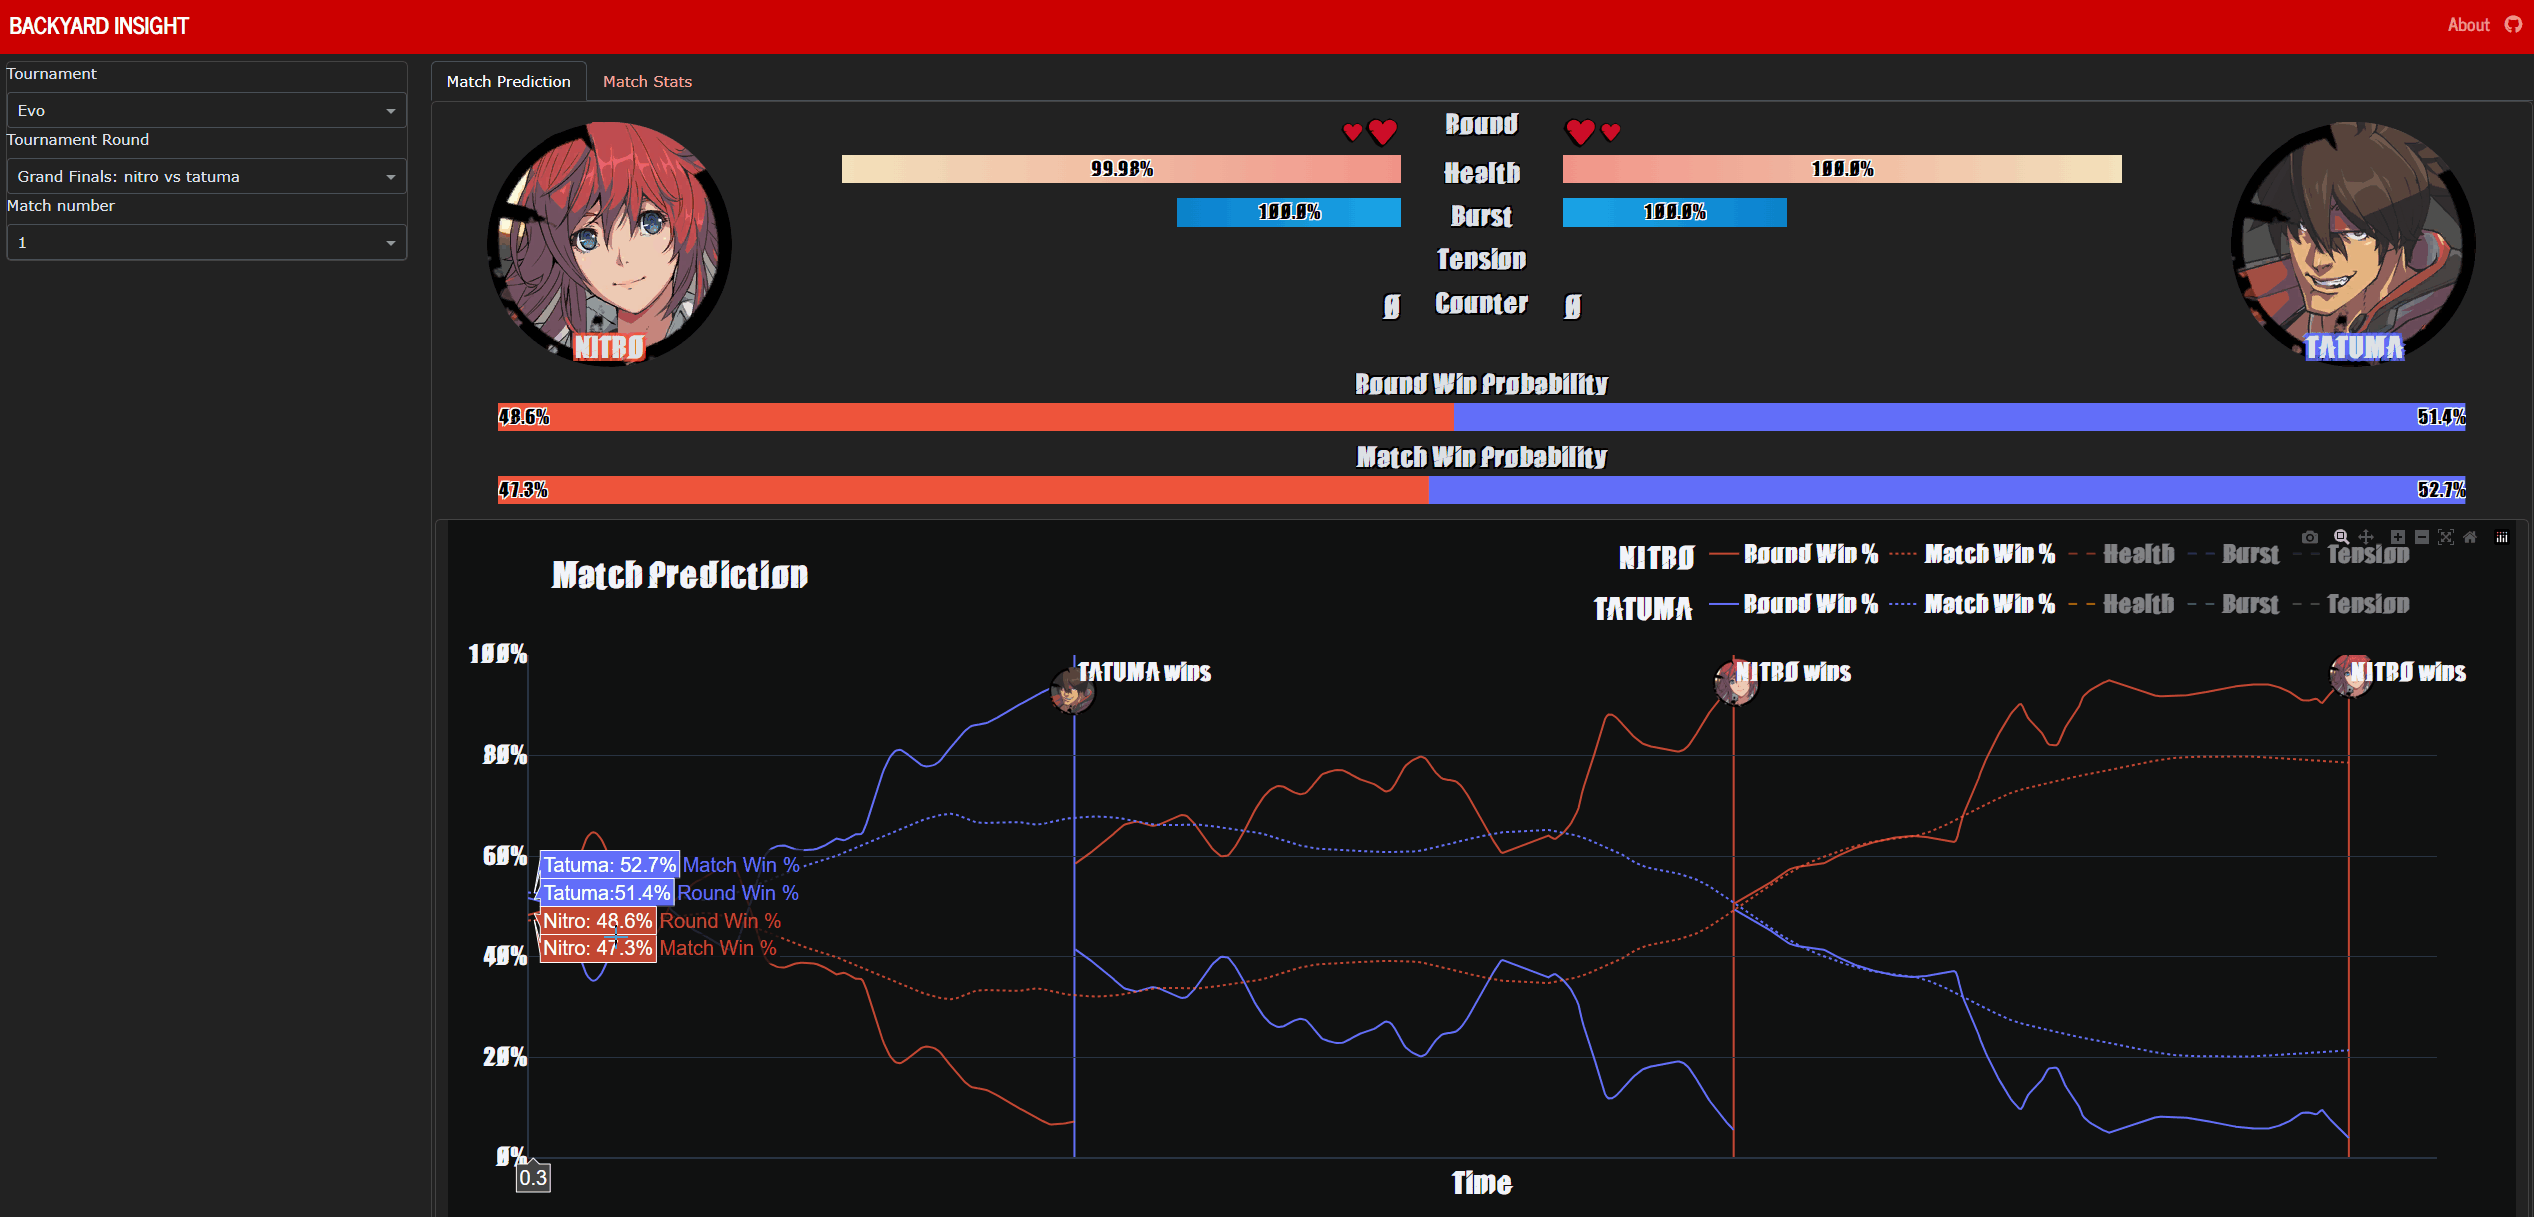 BACKYARD INSIGHT
About
Tournament
Evo
Tournament Round
Grand Finals: nitro vs tatuma
Match number
1
Match Prediction
Match Stats
Round
99.98%
Health
100.0%
100.0%
Burst
100.0%
Tension
0
Counter
0
NITRO
TATUMA
Round Win Probability
48.6%
51.4%
Match Win Probability
47.3%
52.7%
Match Prediction
NITRO
Round Win %
Match Win %
Health
Burst
Tension
TATUMA
Round Win %
Match Win %
Health
Burst
Tension
100%
80%
60%
40%
20%
0%
TATUMA wins
NITRO wins
NITRO wins
Tatuma: 52.7% Match Win %
Tatuma:51.4% Round Win %
Nitro: 48.6% Round Win %
Nitro: 47.3% Match Win %
0.3
Time